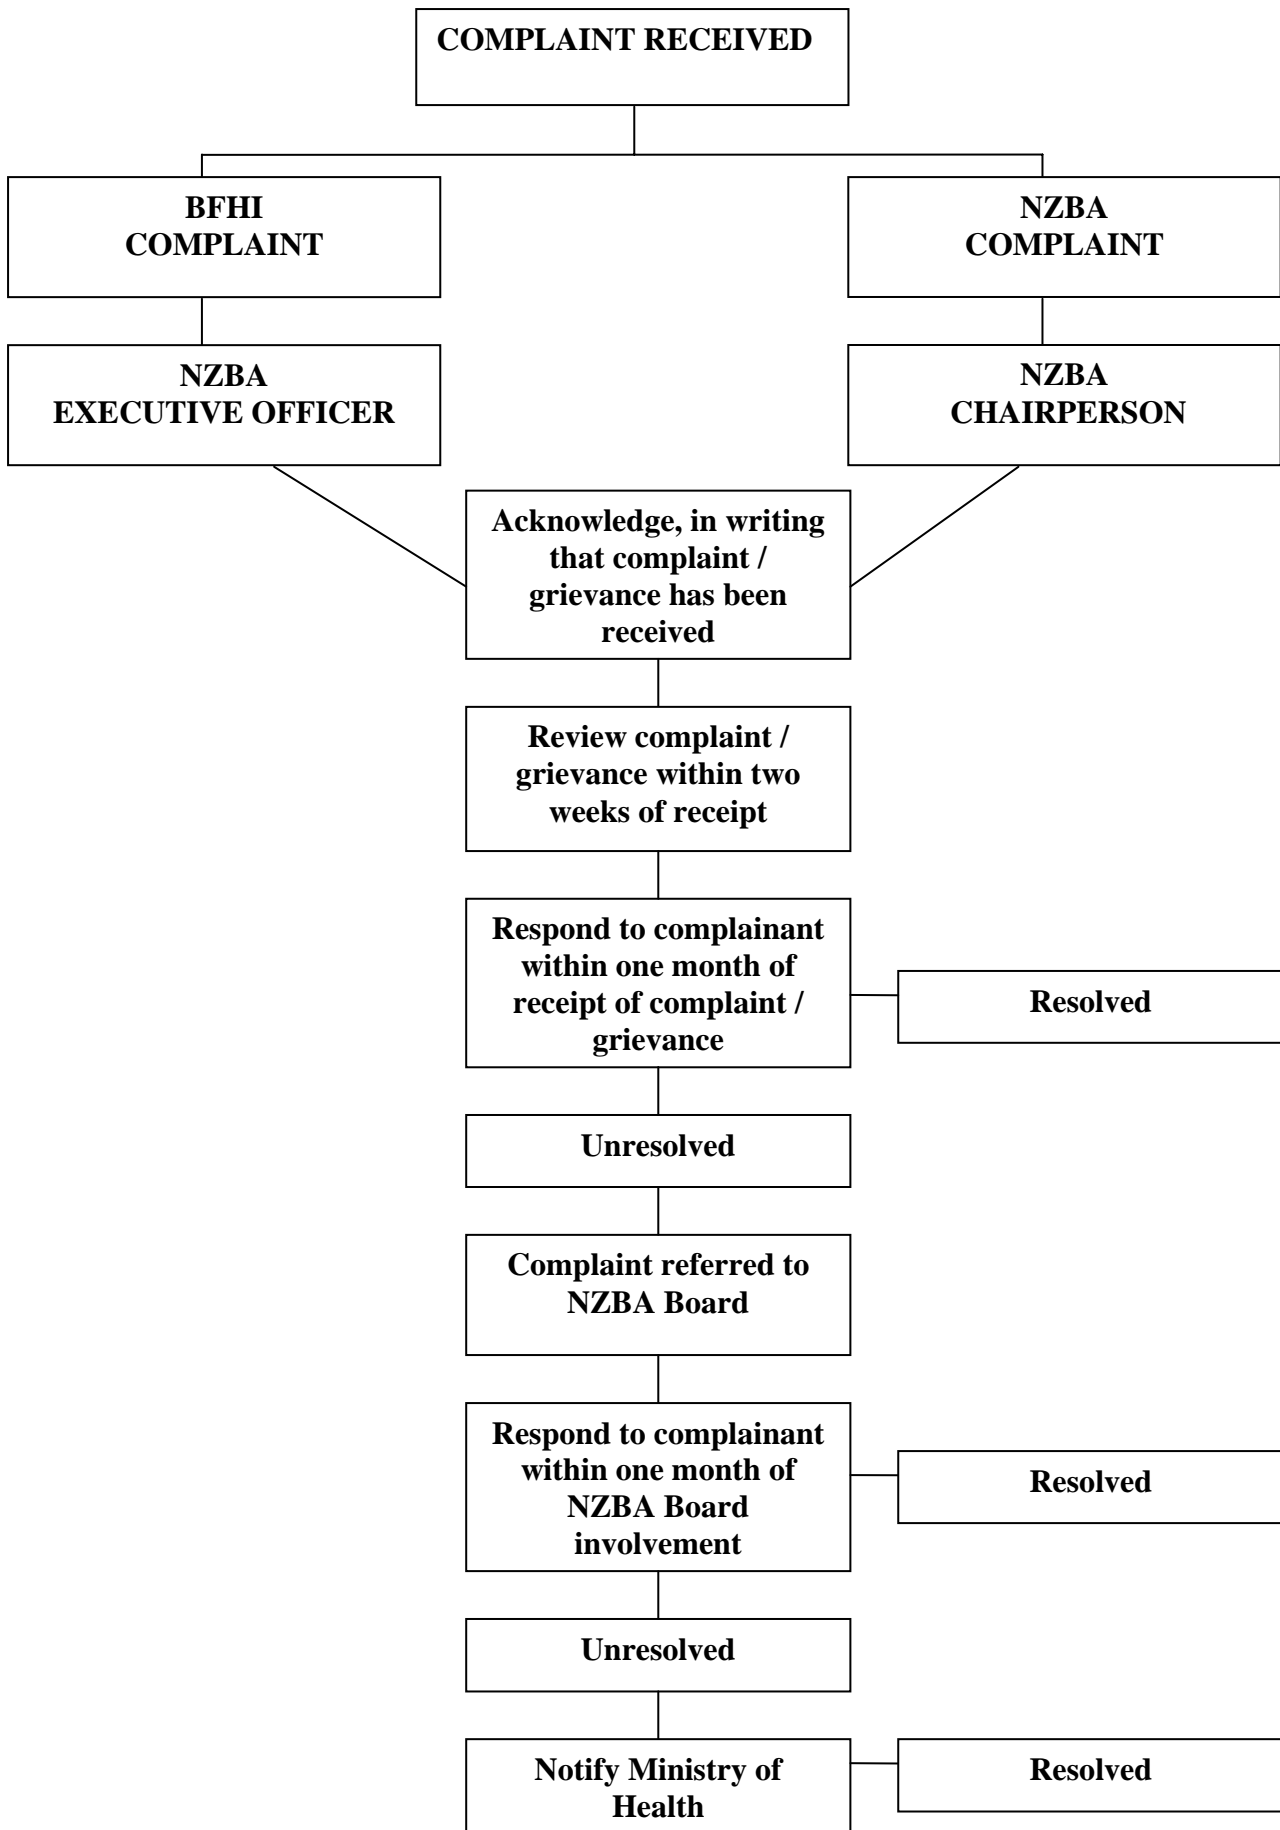 COMPLAINT RECEIVED
BFHI
COMPLAINT
NZBA
COMPLAINT
NZBA
EXECUTIVE OFFICER
NZBA
CHAIRPERSON
Acknowledge, in writing
that complaint /
grievance has been
received
Review complaint /
grievance within two
weeks of receipt
Respond to complainant
within one month of
receipt of complaint /
grievance
Resolved
Unresolved
Complaint referred to
NZBA Board
Respond to complainant
within one month of
NZBA Board
involvement
Resolved
Unresolved
Notify Ministry of
Health
Resolved